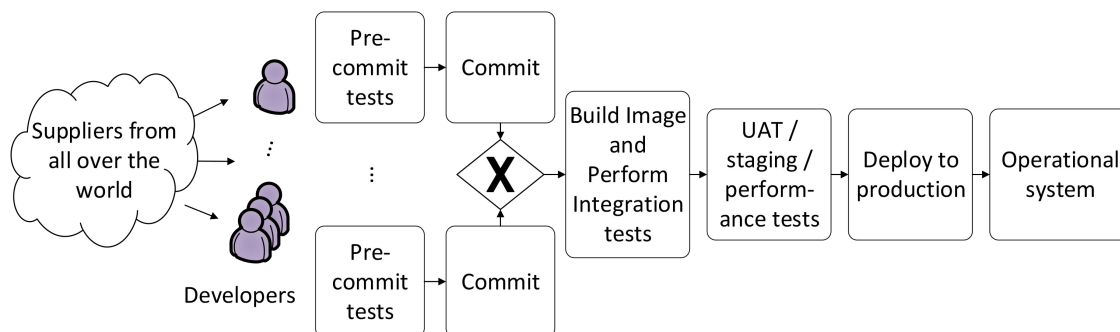 Suppliers from
all over the
world
Developers
Pre-
commit
tests
Commit
⋮
⋮
Pre-
commit
tests
Commit
X
Build Image
and
Perform
Integration
tests
UAT /
staging /
perform-
ance tests
Deploy to
production
Operational
system